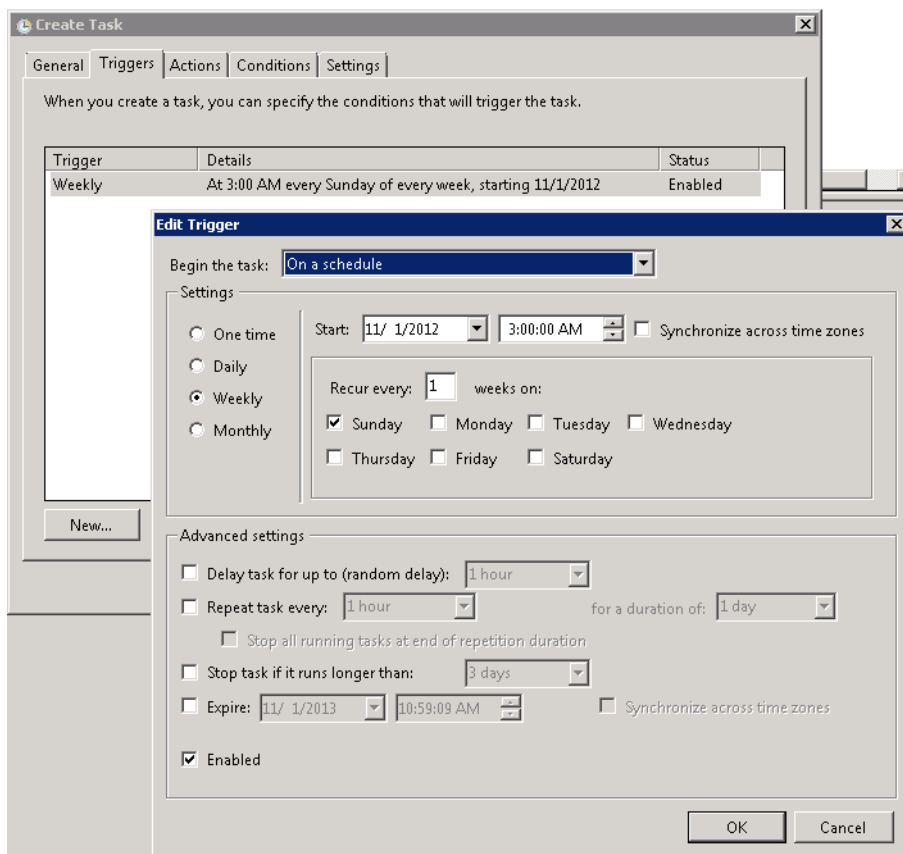 Create Task
General Triggers Actions Conditions Settings
When you create a task, you can specify the conditions that will trigger the task.
Trigger Details Status
Weekly At 3:00 AM every Sunday of every week, starting 11/1/2012 Enabled
New...
Edit Trigger
Begin the task: On a schedule
Settings
One time
Daily
Weekly
Monthly
Start: 11/ 1/2012 3:00:00 AM Synchronize across time zones
Recur every: 1 weeks on:
Sunday Monday Tuesday Wednesday
Thursday Friday Saturday
Advanced settings
Delay task for up to (random delay): 1 hour
Repeat task every: 1 hour for a duration of: 1 day
Stop all running tasks at end of repetition duration
Stop task if it runs longer than: 3 days
Expire: 11/ 1/2013 10:59:09 AM Synchronize across time zones
Enabled
OK Cancel